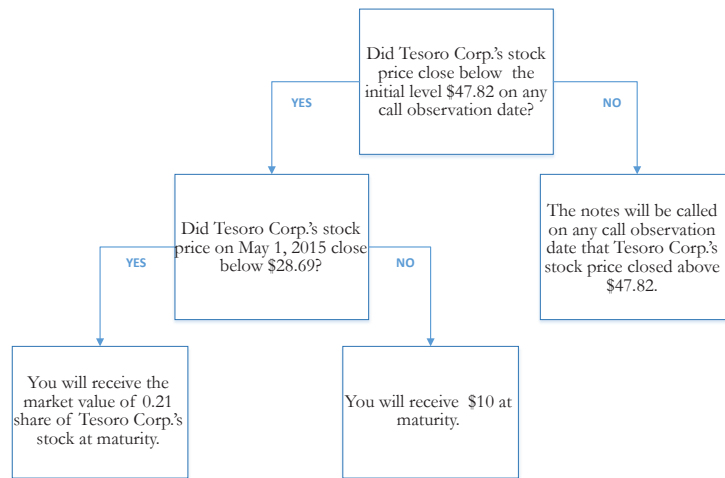 Did Tesoro Corp.'s stock
price close below the
initial level $47.82 on any
call observation date?
YES
NO
Did Tesoro Corp.'s stock
price on May 1, 2015 close
below $28.69?
The notes will be called
on any call observation
date that Tesoro Corp.'s
stock price closed above
$47.82.
YES
NO
You will receive the
market value of 0.21
share of Tesoro Corp.'s
stock at maturity.
You will receive $10 at
maturity.